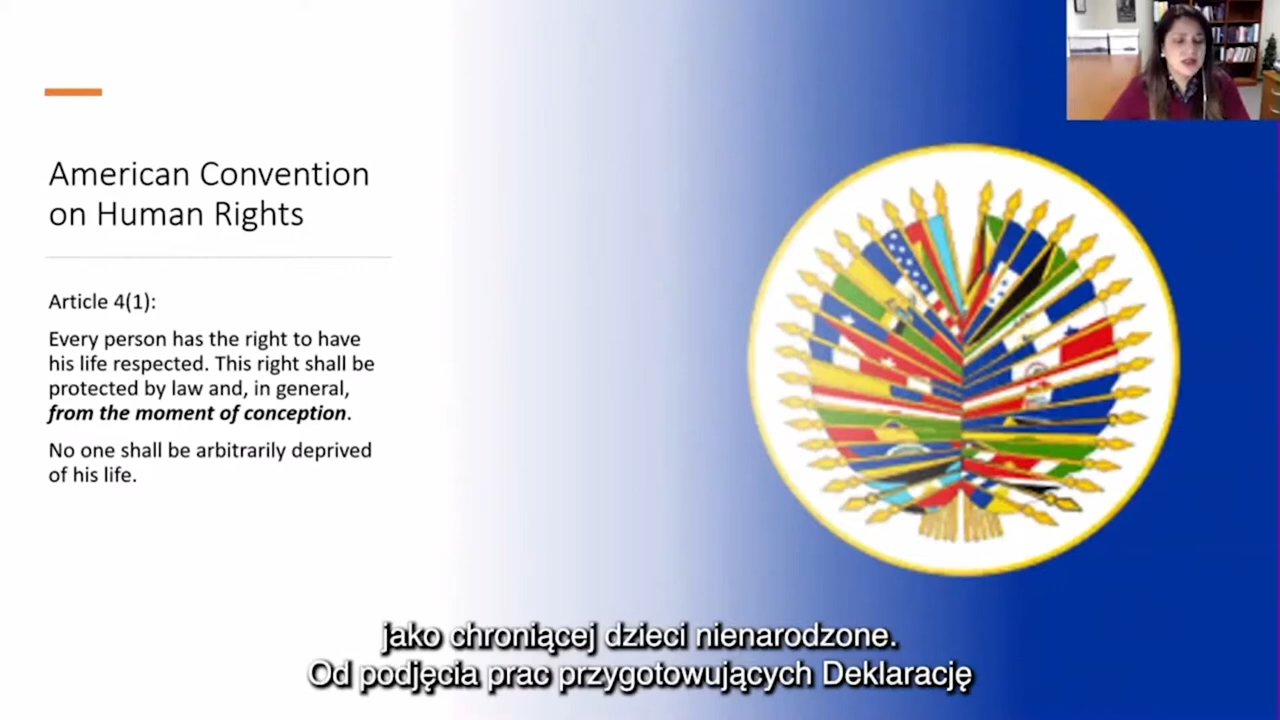 American Convention
on Human Rights
Article 4(1):
Every person has the right to have
his life respected. This right shall be
protected by law and, in general,
from the moment of conception.
No one shall be arbitrarily deprived
of his life.
jako chroniącej dzieci nienarodzone.
Od podjęcia prac przygotowujących Deklarację